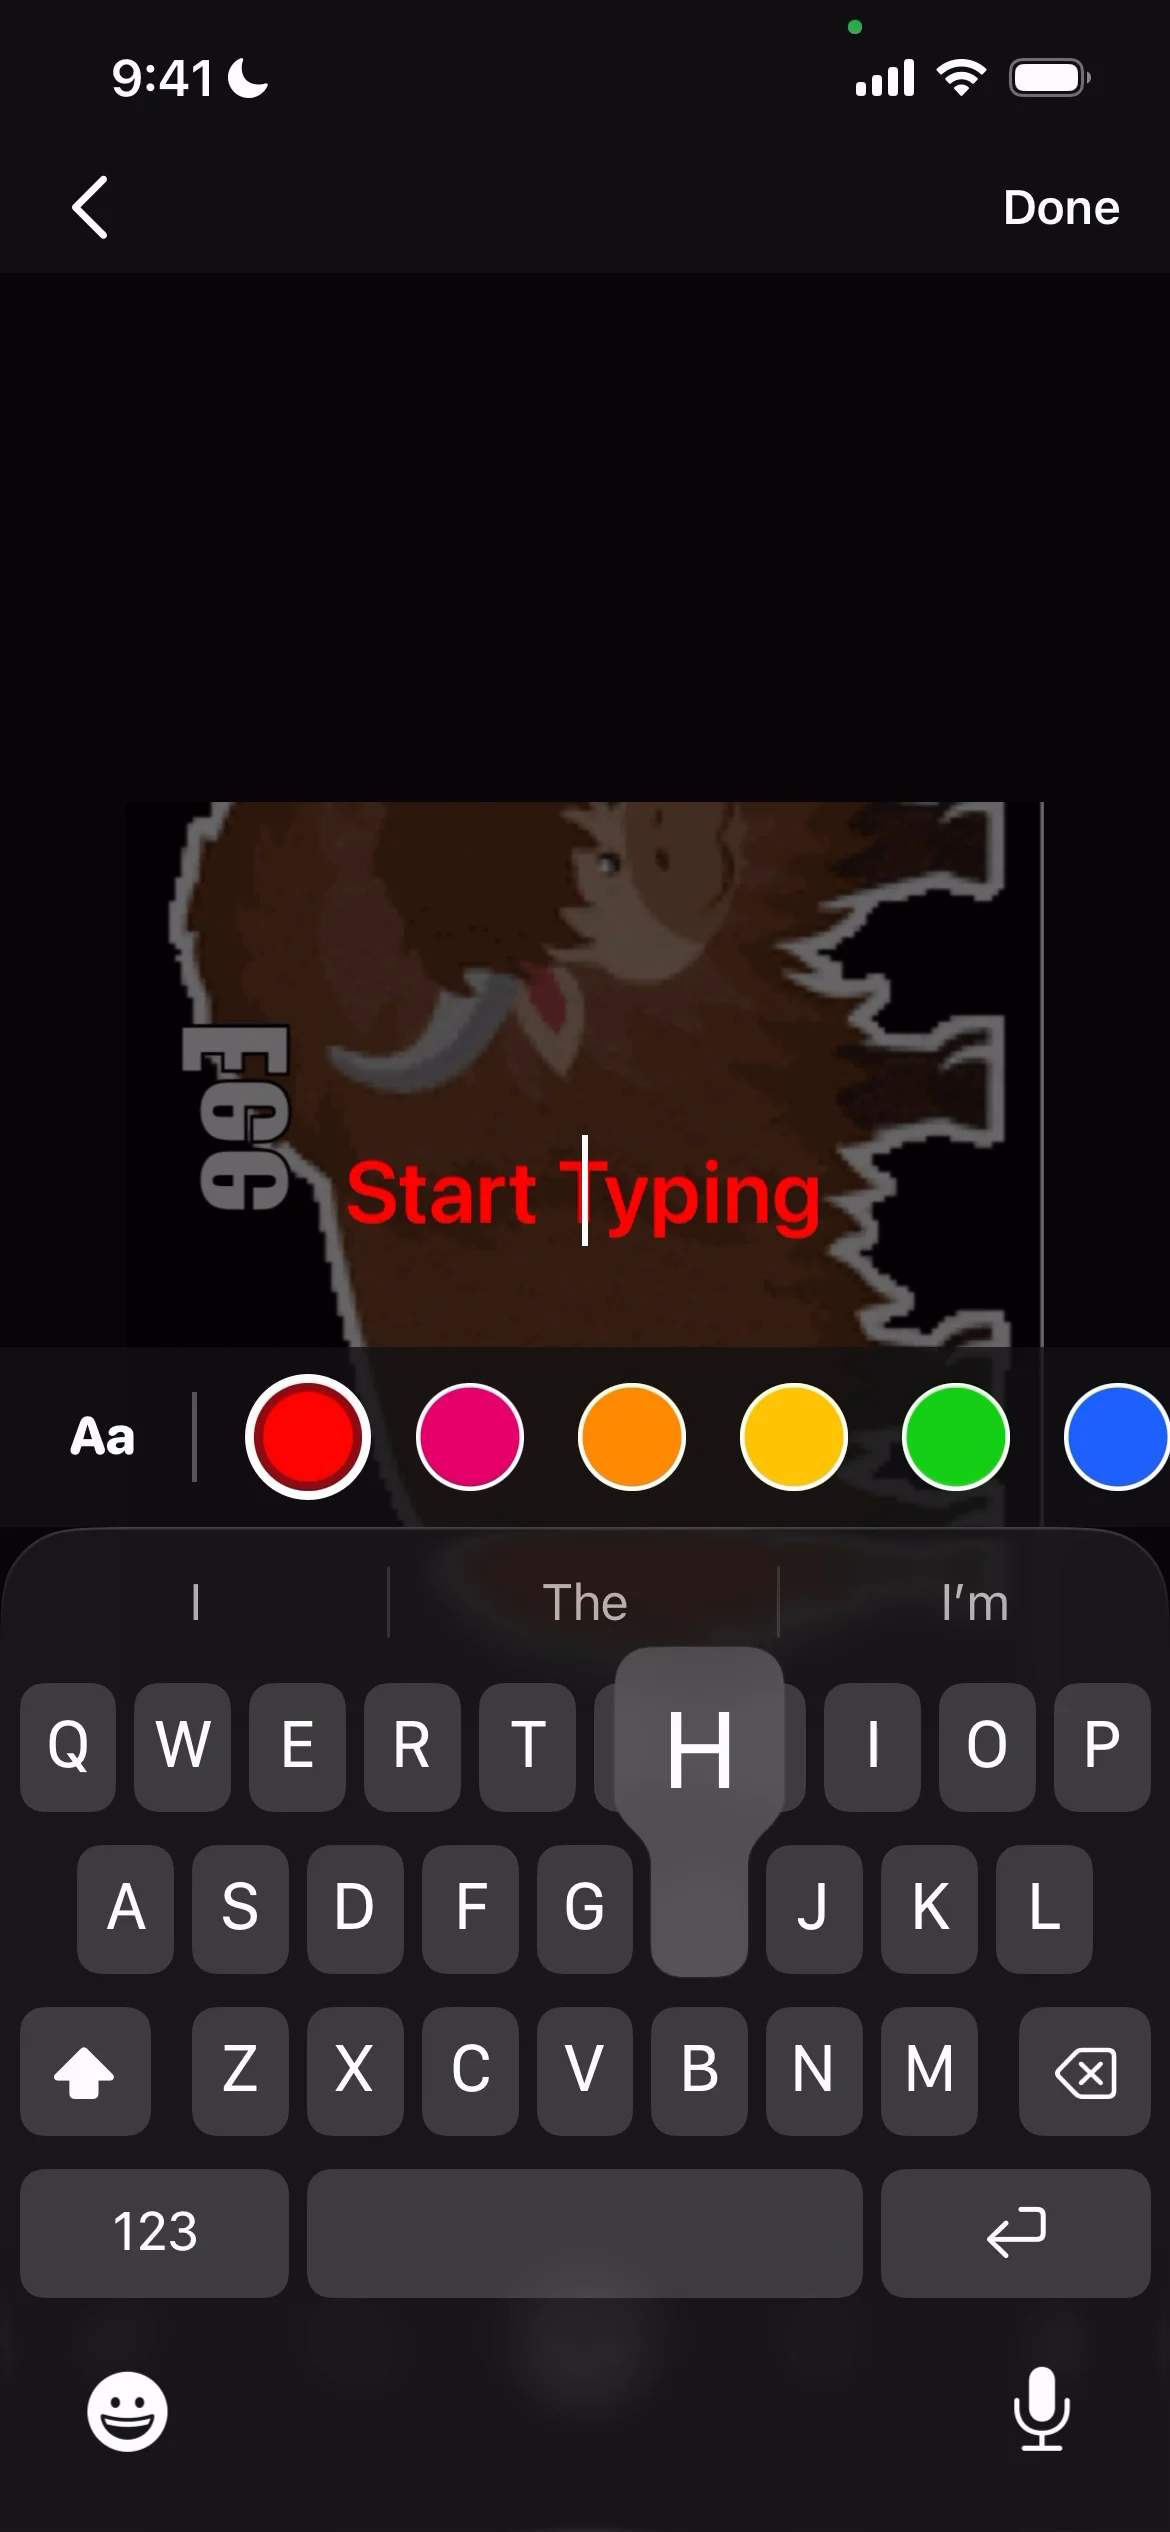 9:41
Done
EGG
Start Typing
Aa
I The I'm
Q W E R T H I O P
A S D F G J K L
Z X C V B N M
123